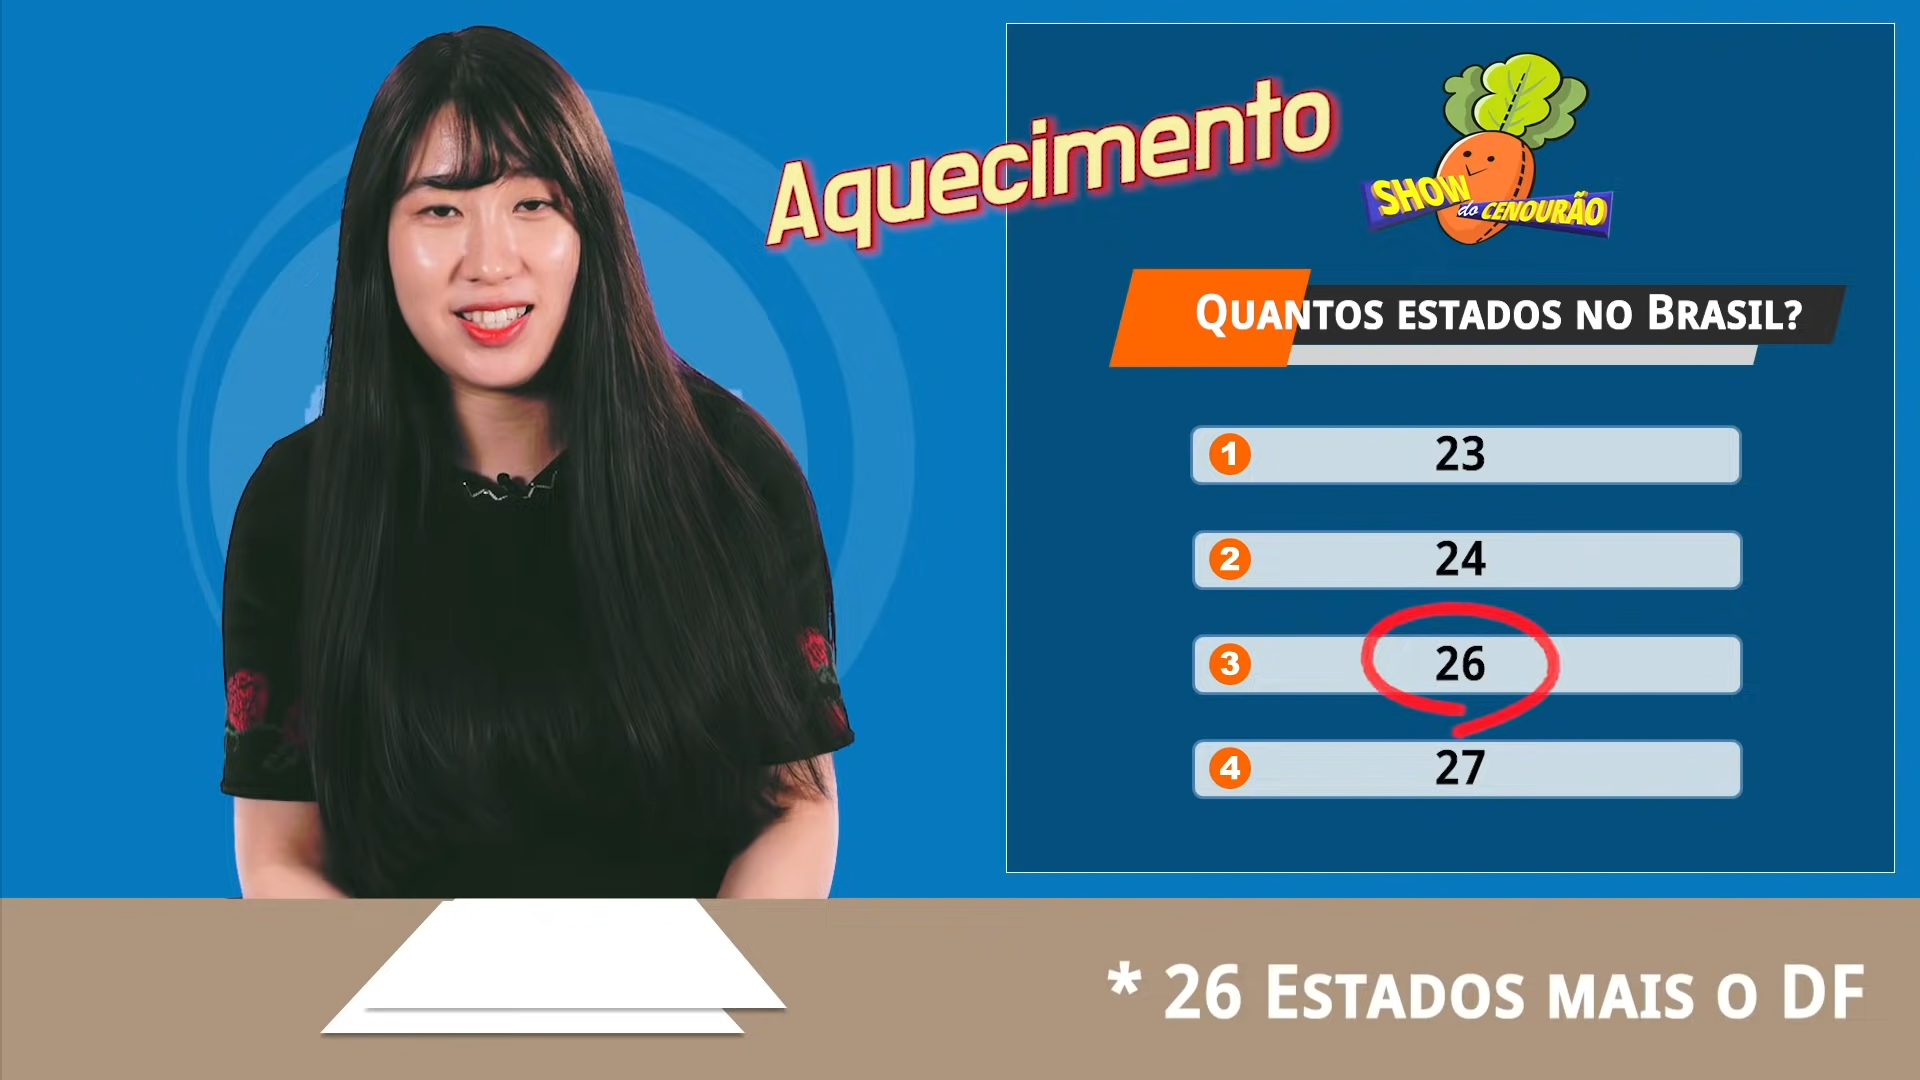 Aquecimento
SHOW
do CENOURÃO
QUANTOS ESTADOS NO BRASIL?
1 23
2 24
3 26
4 27
* 26 ESTADOS MAIS O DF